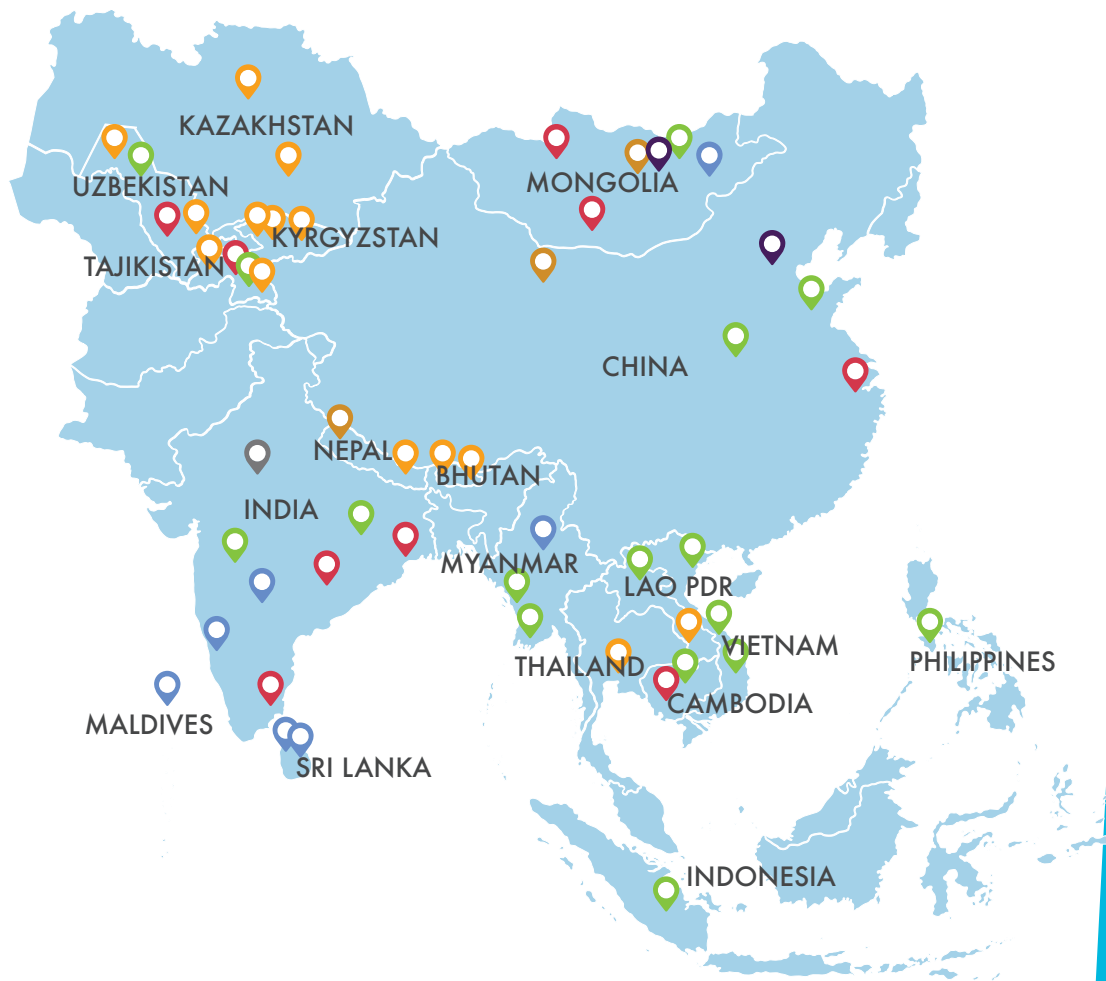 KAZAKHSTAN
MONGOLIA
UZBEKISTAN
KYRGYZSTAN
TAJIKISTAN
CHINA
NEPAL
BHUTAN
INDIA
MYANMAR
LAO PDR
VIETNAM
THAILAND
PHILIPPINES
CAMBODIA
MALDIVES
SRI LANKA
INDONESIA